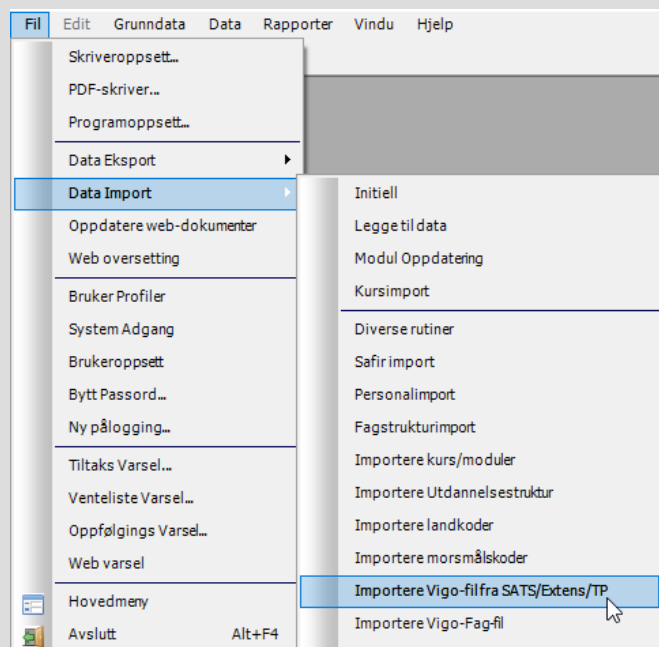 Fil Edit Grunndata Data Rapporter Vindu Hjelp
Skriveroppsett...
PDF-skriver...
Programoppsett...
Data Eksport
Data Import
Oppdatere web-dokumenter
Web oversetting
Bruker Profiler
System Adgang
Brukeroppsett
Bytt Passord...
Ny pålogging...
Tiltaks Varsel...
Venteliste Varsel...
Oppfølgings Varsel...
Web varsel
Hovedmeny
Avslutt Alt+F4
Initiell
Legge til data
Modul Oppdatering
Kursimport
Diverse rutiner
Safir import
Personalimport
Fagstrukturimport
Importere kurs/moduler
Importere Utdannelsestruktur
Importere landkoder
Importere morsmålskoder
Importere Vigo-fil fra SATS/Extens/TP
Importere Vigo-Fag-fil